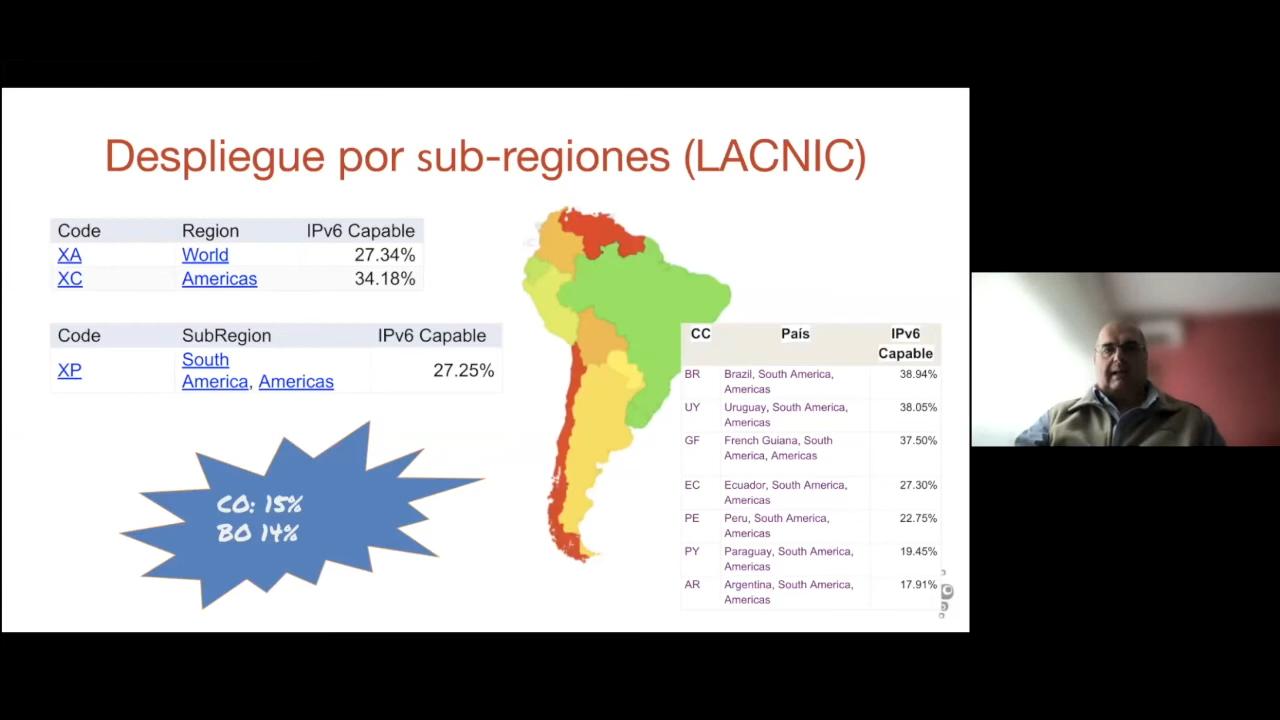 Despliegue por sub-regiones (LACNIC)
Code Region IPv6 Capable
XA World 27.34%
XC Americas 34.18%
Code SubRegion IPv6 Capable
XP South America, Americas 27.25%
CO: 15%
BO 14%
CC País IPv6 Capable
BR Brazil, South America, Americas 38.94%
UY Uruguay, South America, Americas 38.05%
GF French Guiana, South America, Americas 37.50%
EC Ecuador, South America, Americas 27.30%
PE Peru, South America, Americas 22.75%
PY Paraguay, South America, Americas 19.45%
AR Argentina, South America, Americas 17.91%